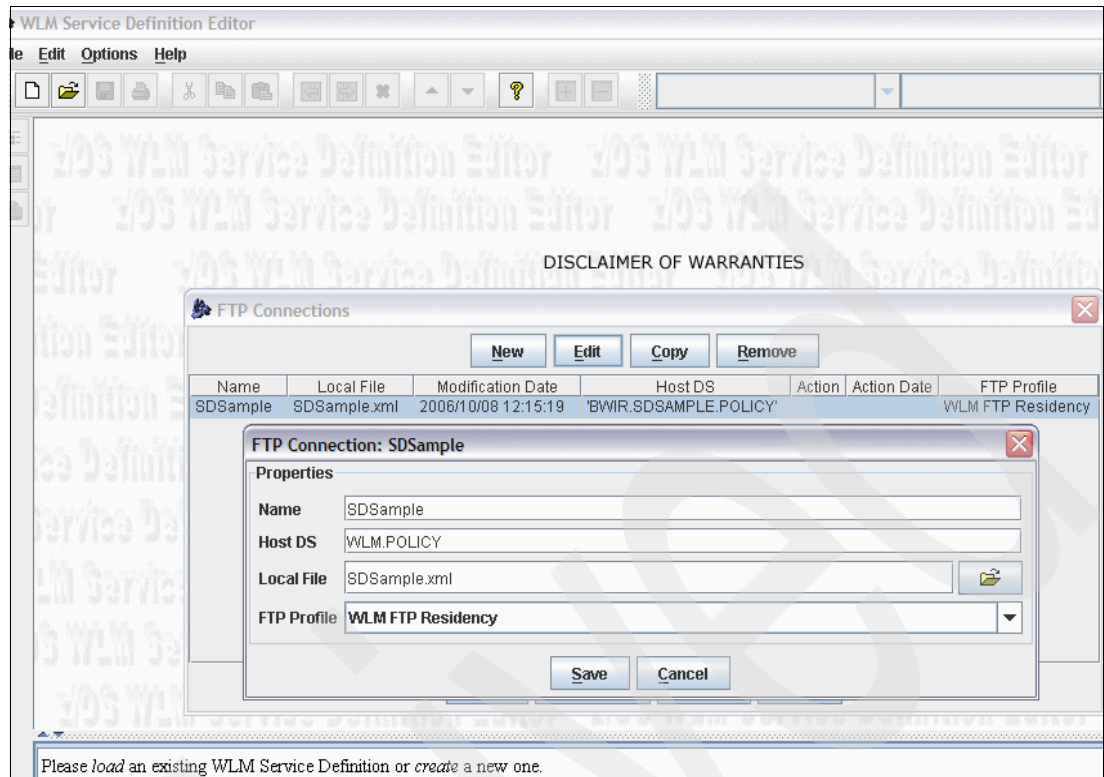 WLM Service Definition Editor
le Edit Options Help
z/OS WLM Service Definition Editor z/OS WLM Service Definition Editor
or z/OS WLM Service Definition Editor z/OS WLM Service Definition Ed
DISCLAIMER OF WARRANTIES
FTP Connections
New Edit Copy Remove
Name Local File Modification Date Host DS Action Action Date FTP Profile
SDSample SDSample.xml 2006/10/08 12:15:19 'BWIR.SDSAMPLE.POLICY' WLM FTP Residency
FTP Connection: SDSample
Properties
Name SDSample
Host DS WLM.POLICY
Local File SDSample.xml
FTP Profile WLM FTP Residency
Save Cancel
Please load an existing WLM Service Definition or create a new one.